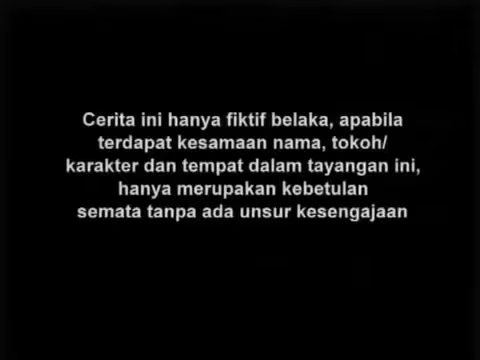 Cerita ini hanya fiktif belaka, apabila
terdapat kesamaan nama, tokoh/
karakter dan tempat dalam tayangan ini,
hanya merupakan kebetulan
semata tanpa ada unsur kesengajaan